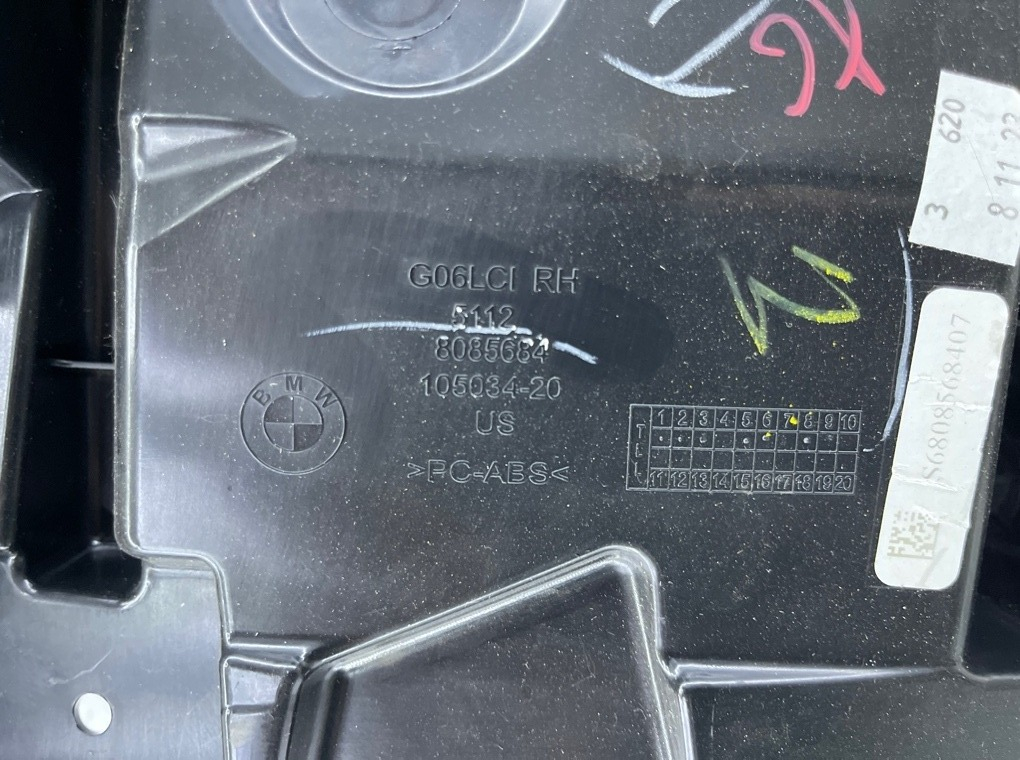 XG
3 620
8 11 22
G06LCI RH
5112
8085684
105034-20
US
>PC-ABS<
BMW
1 2 3 4 5 6 7 8 9 10
T
11 12 13 14 15 16 17 18 19 20
S6808568407